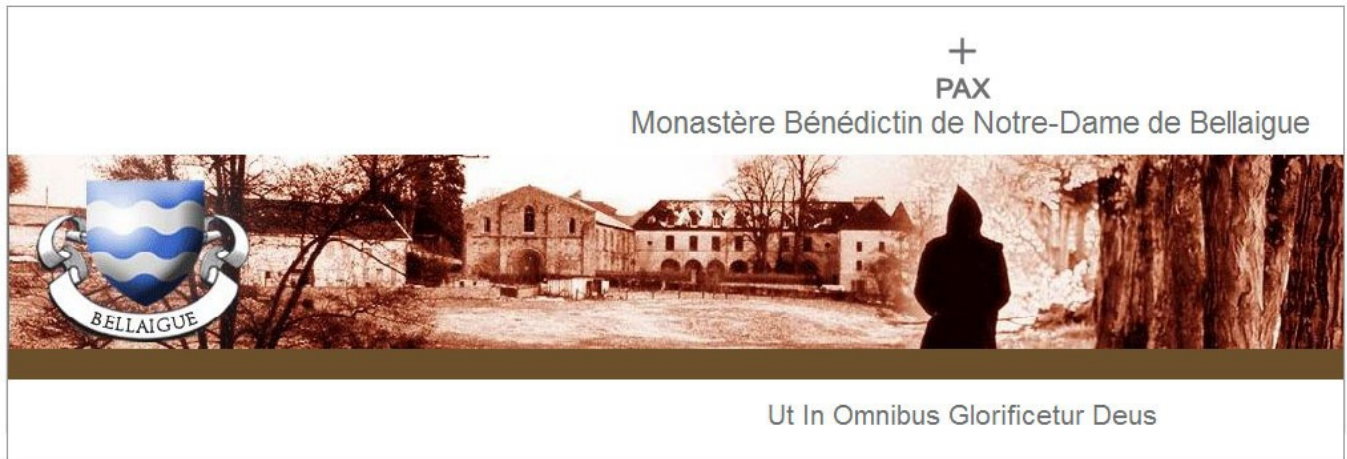 +
PAX
Monastère Bénédictin de Notre-Dame de Bellaigue
BELLAIGUE
Ut In Omnibus Glorificetur Deus